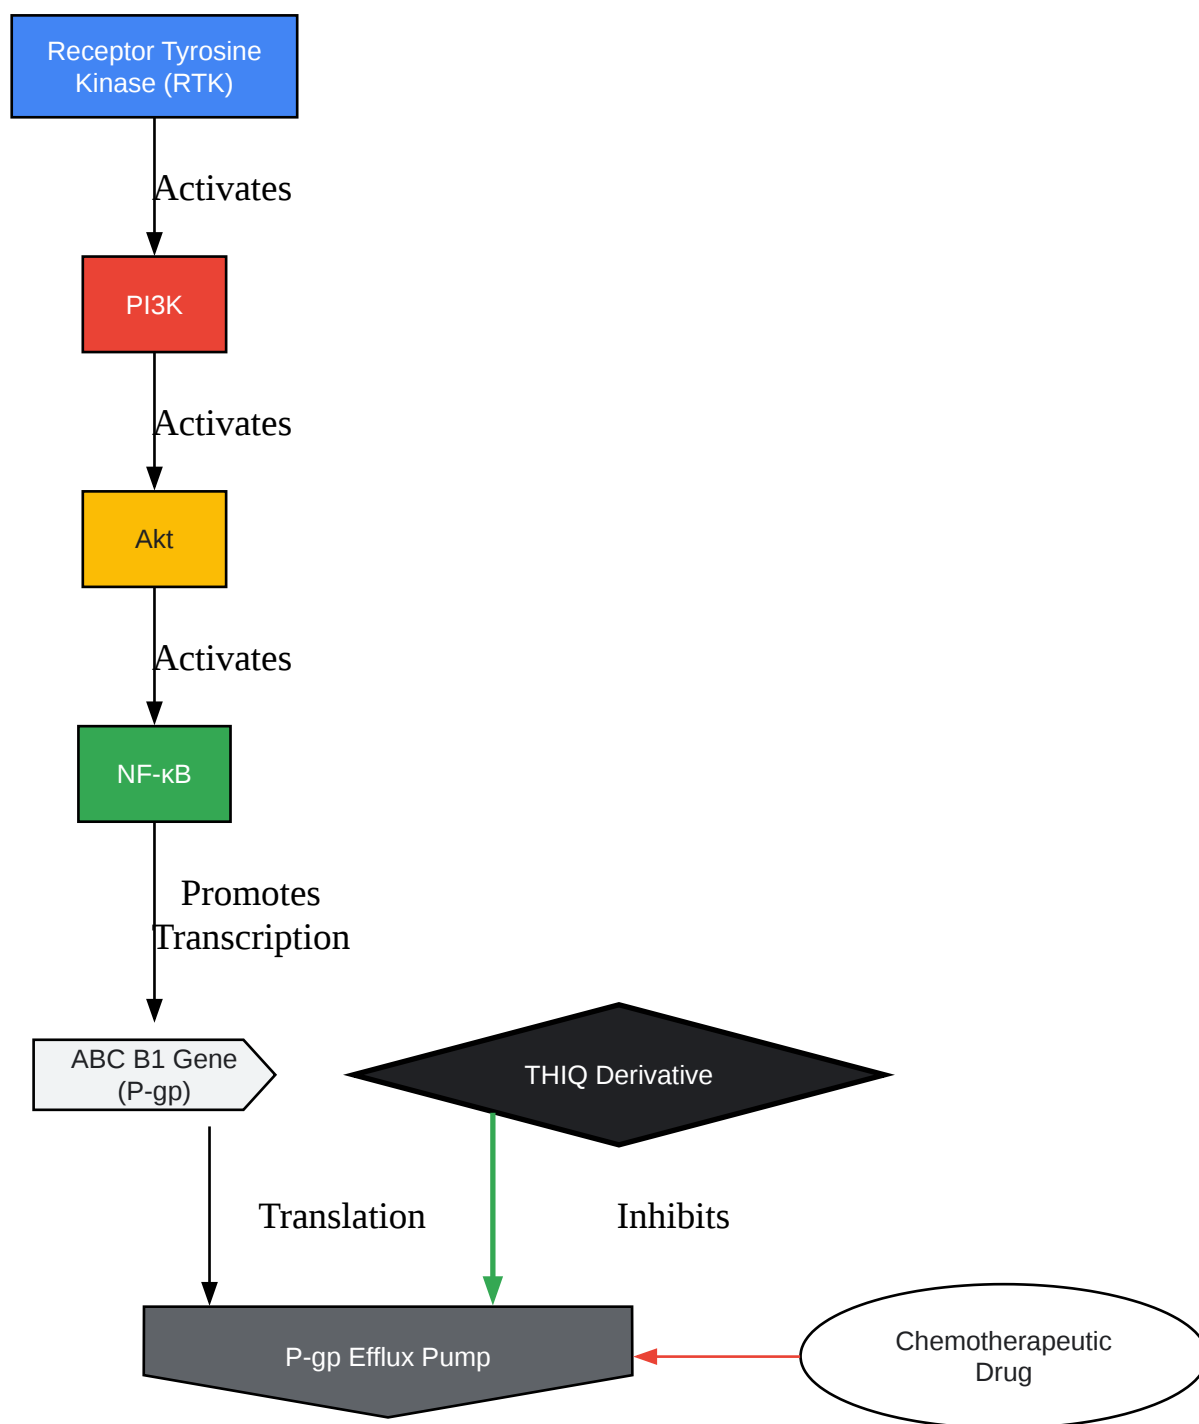 Receptor Tyrosine
Kinase (RTK)
Activates
PI3K
Activates
Akt
Activates
NF-κB
Promotes
Transcription
ABC B1 Gene
(P-gp)
THIQ Derivative
Translation
Inhibits
P-gp Efflux Pump
Chemotherapeutic
Drug